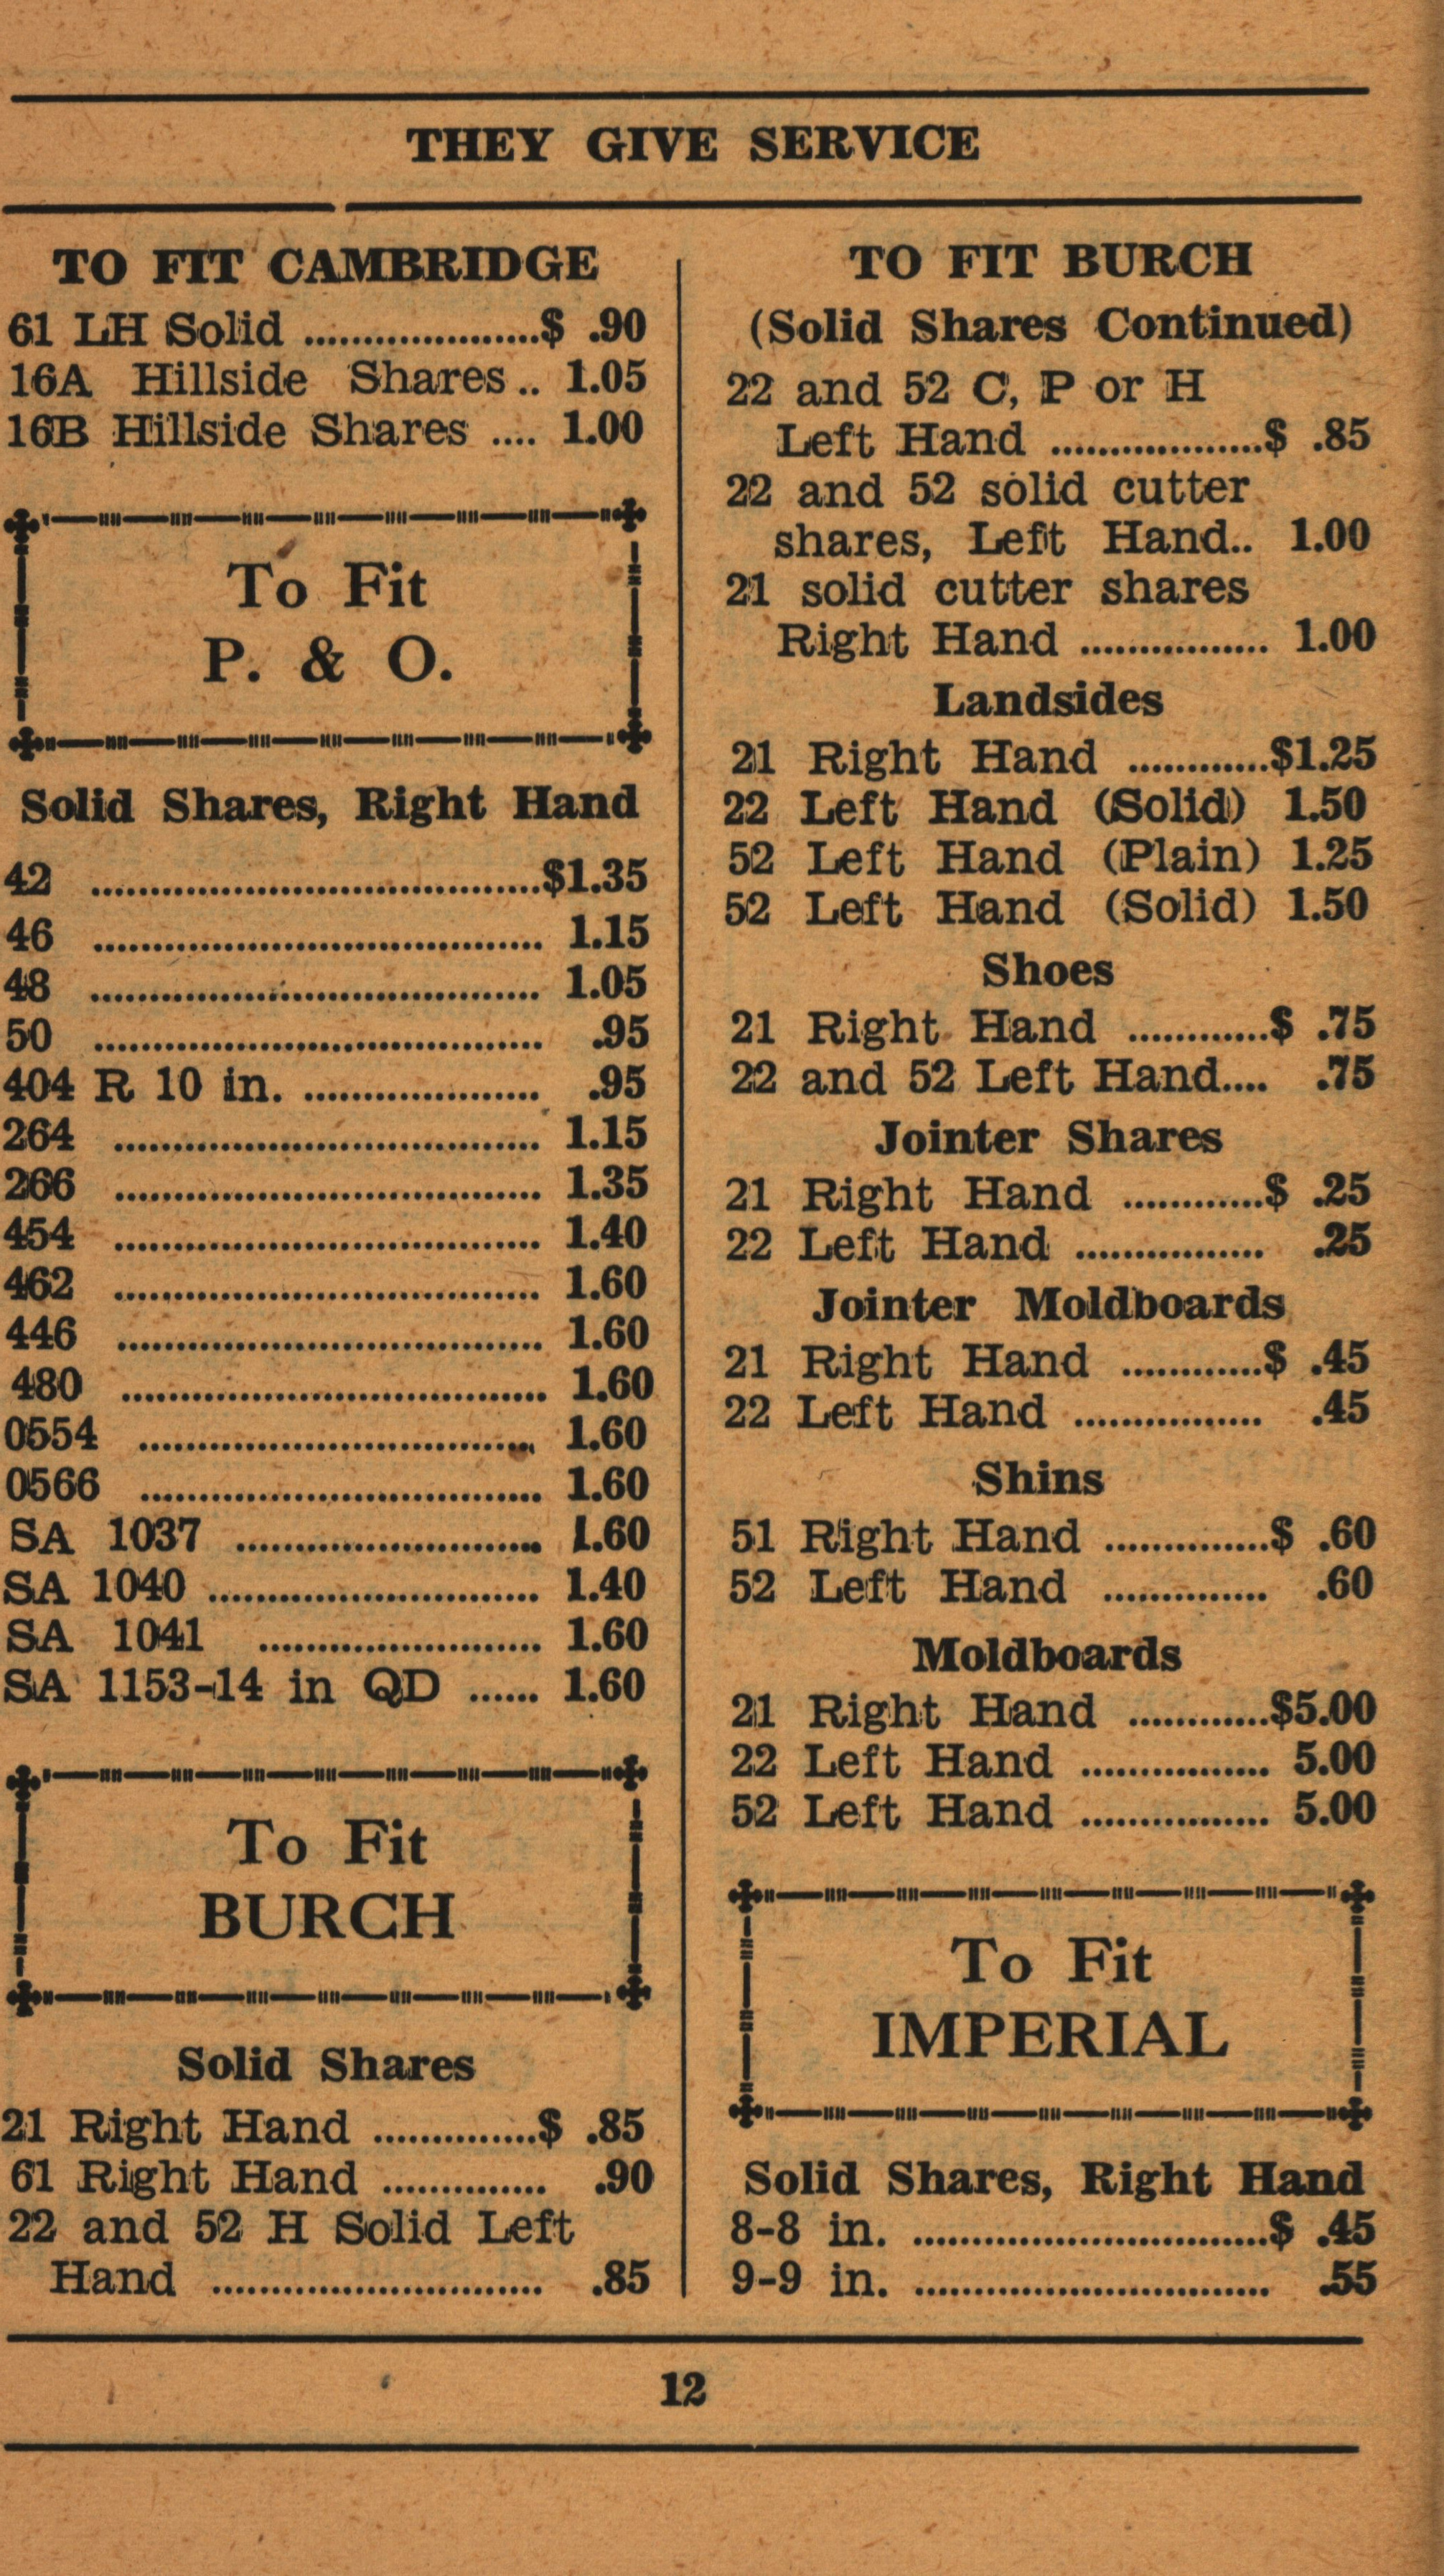 THEY GIVE SERVICE
TO FIT CAMBRIDGE
61 LH Solid ....................$ .90
16A Hillside Shares.. 1.05
16B Hillside Shares .... 1.00
To Fit
P. & O.
Solid Shares, Right Hand
42 ......................................$1.35
46 ...................................... 1.15
48 ...................................... 1.05
50 ...................................... .95
404 R 10 in. .................... .95
264 .................................... 1.15
266 .................................... 1.35
454 .................................... 1.40
462 .................................... 1.60
446 .................................... 1.60
480 .................................... 1.60
0554 .................................. 1.60
0566 .................................. 1.60
SA 1037 .......................... 1.60
SA 1040 ............................ 1.40
SA 1041 ........................ 1.60
SA 1153-14 in QD ...... 1.60
To Fit
BURCH
Solid Shares
21 Right Hand ..............$ .85
61 Right Hand .............. .90
22 and 52 H Solid Left
Hand ............................ .85
TO FIT BURCH
(Solid Shares Continued)
22 and 52 C, P or H
Left Hand ..................$ .85
22 and 52 solid cutter
shares, Left Hand.. 1.00
21 solid cutter shares
Right Hand ................ 1.00
Landsides
21 Right Hand ............$1.25
22 Left Hand (Solid) 1.50
52 Left Hand (Plain) 1.25
52 Left Hand (Solid) 1.50
Shoes
21 Right Hand ............$ .75
22 and 52 Left Hand.... .75
Jointer Shares
21 Right Hand ............$ .25
22 Left Hand ................ .25
Jointer Moldboards
21 Right Hand ............$ .45
22 Left Hand ................ .45
Shins
51 Right Hand ..............$ .60
52 Left Hand .............. .60
Moldboards
21 Right Hand ............$5.00
22 Left Hand ................ 5.00
52 Left Hand ................ 5.00
To Fit
IMPERIAL
Solid Shares, Right Hand
8-8 in. ..............................$ .45
9-9 in. .............................. .55
12